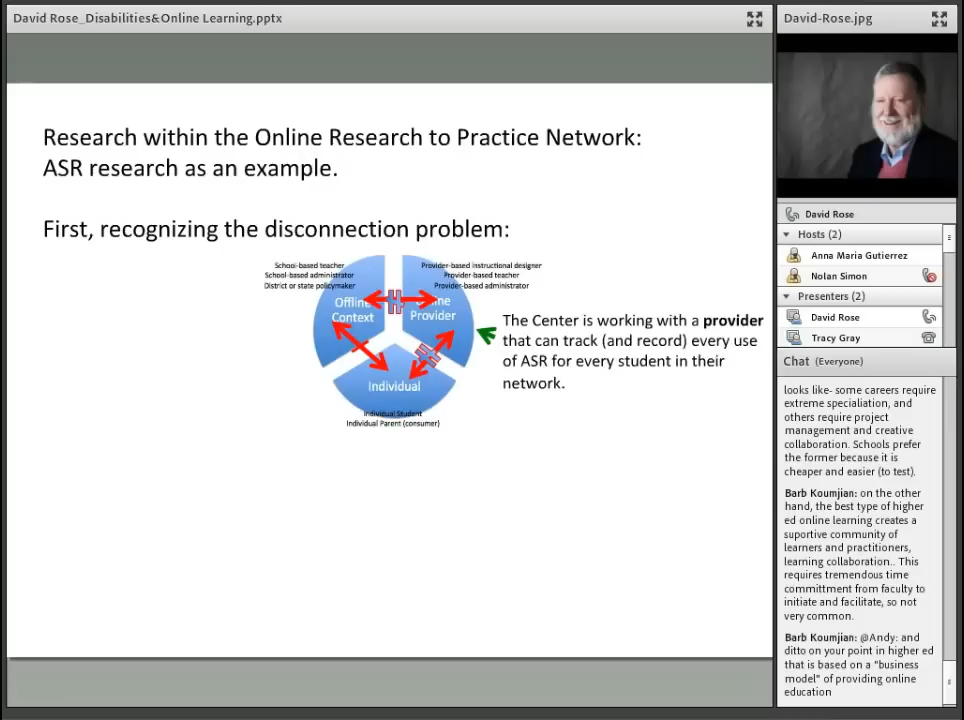 David Rose_Disabilities&Online Learning.pptx
Research within the Online Research to Practice Network:
ASR research as an example.
First, recognizing the disconnection problem:
School-based teacher
School-based administrator
District or state policymaker
Provider-based instructional designer
Provider-based teacher
Provider-based administrator
Offline
Context
Provider
Individual
Individual Student
Individual Parent (consumer)
The Center is working with a provider
that can track (and record) every use
of ASR for every student in their
network.
David-Rose.jpg
David Rose
Hosts (2)
Anna Maria Gutierrez
Nolan Simon
Presenters (2)
David Rose
Tracy Gray
Chat (Everyone)
looks like- some careers require
extreme specialiation, and
others require project
management and creative
collaboration. Schools prefer
the former because it is
cheaper and easier (to test).
Barb Koumjian: on the other
hand, the best type of higher
ed online learning creates a
suportive community of
learners and practitioners,
learning collaboration.. This
requires tremendous time
committment from faculty to
initiate and facilitate, so not
very common.
Barb Koumjian: @Andy: and
ditto on your point in higher ed
that is based on a "business
model" of providing online
education